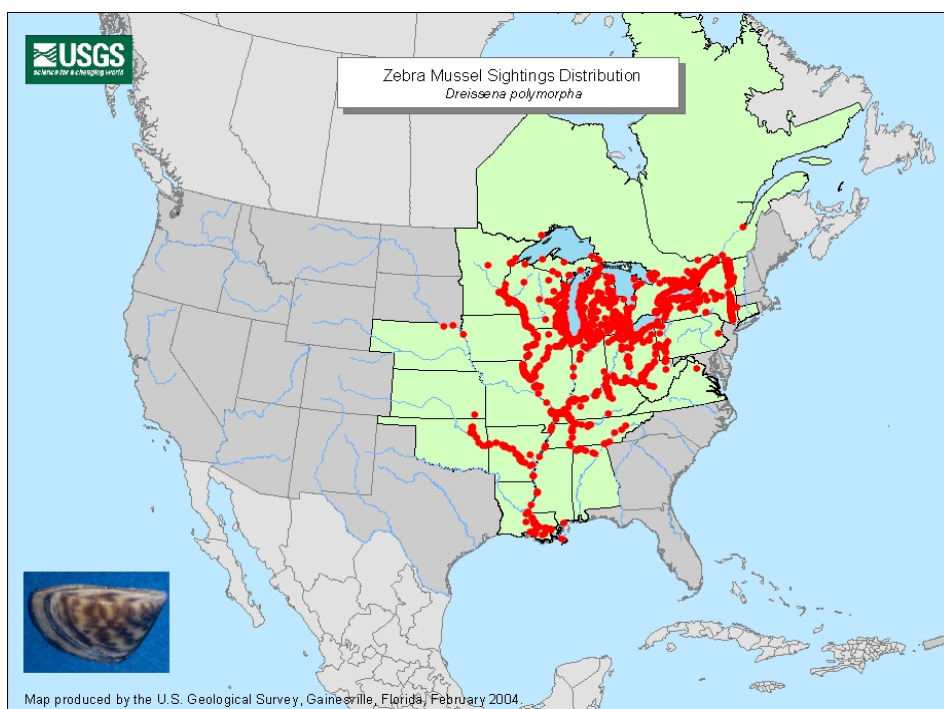 USGS
science for a changing world
Zebra Mussel Sightings Distribution
Dreissena polymorpha
Map produced by the U.S. Geological Survey, Gainesville, Florida, February 2004.